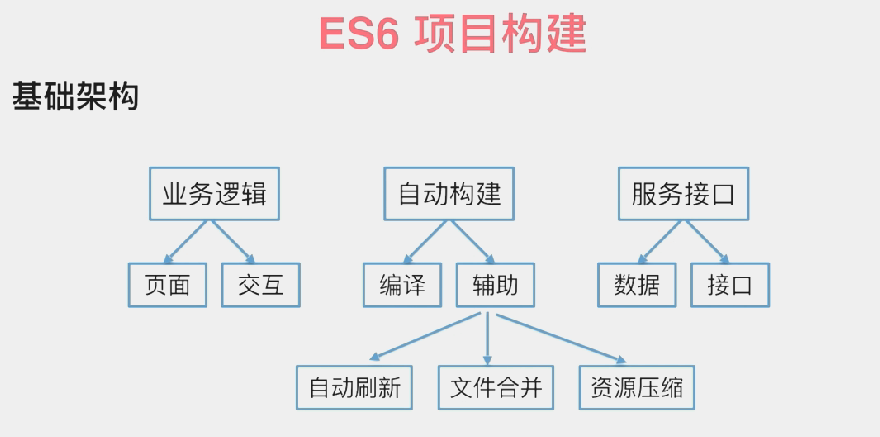 ES6 项目构建
基础架构
业务逻辑 自动构建 服务接口
页面 交互 编译 辅助 数据 接口
自动刷新 文件合并 资源压缩